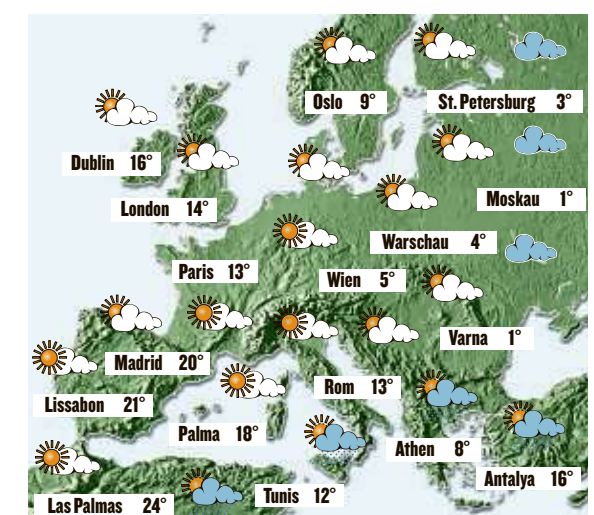 Oslo 9°
St. Petersburg 3°
Dublin 16°
Moskau 1°
London 14°
Warschau 4°
Paris 13°
Wien 5°
Varna 1°
Madrid 20°
Rom 13°
Lissabon 21°
Palma 18°
Athen 8°
Antalya 16°
Tunis 12°
Las Palmas 24°